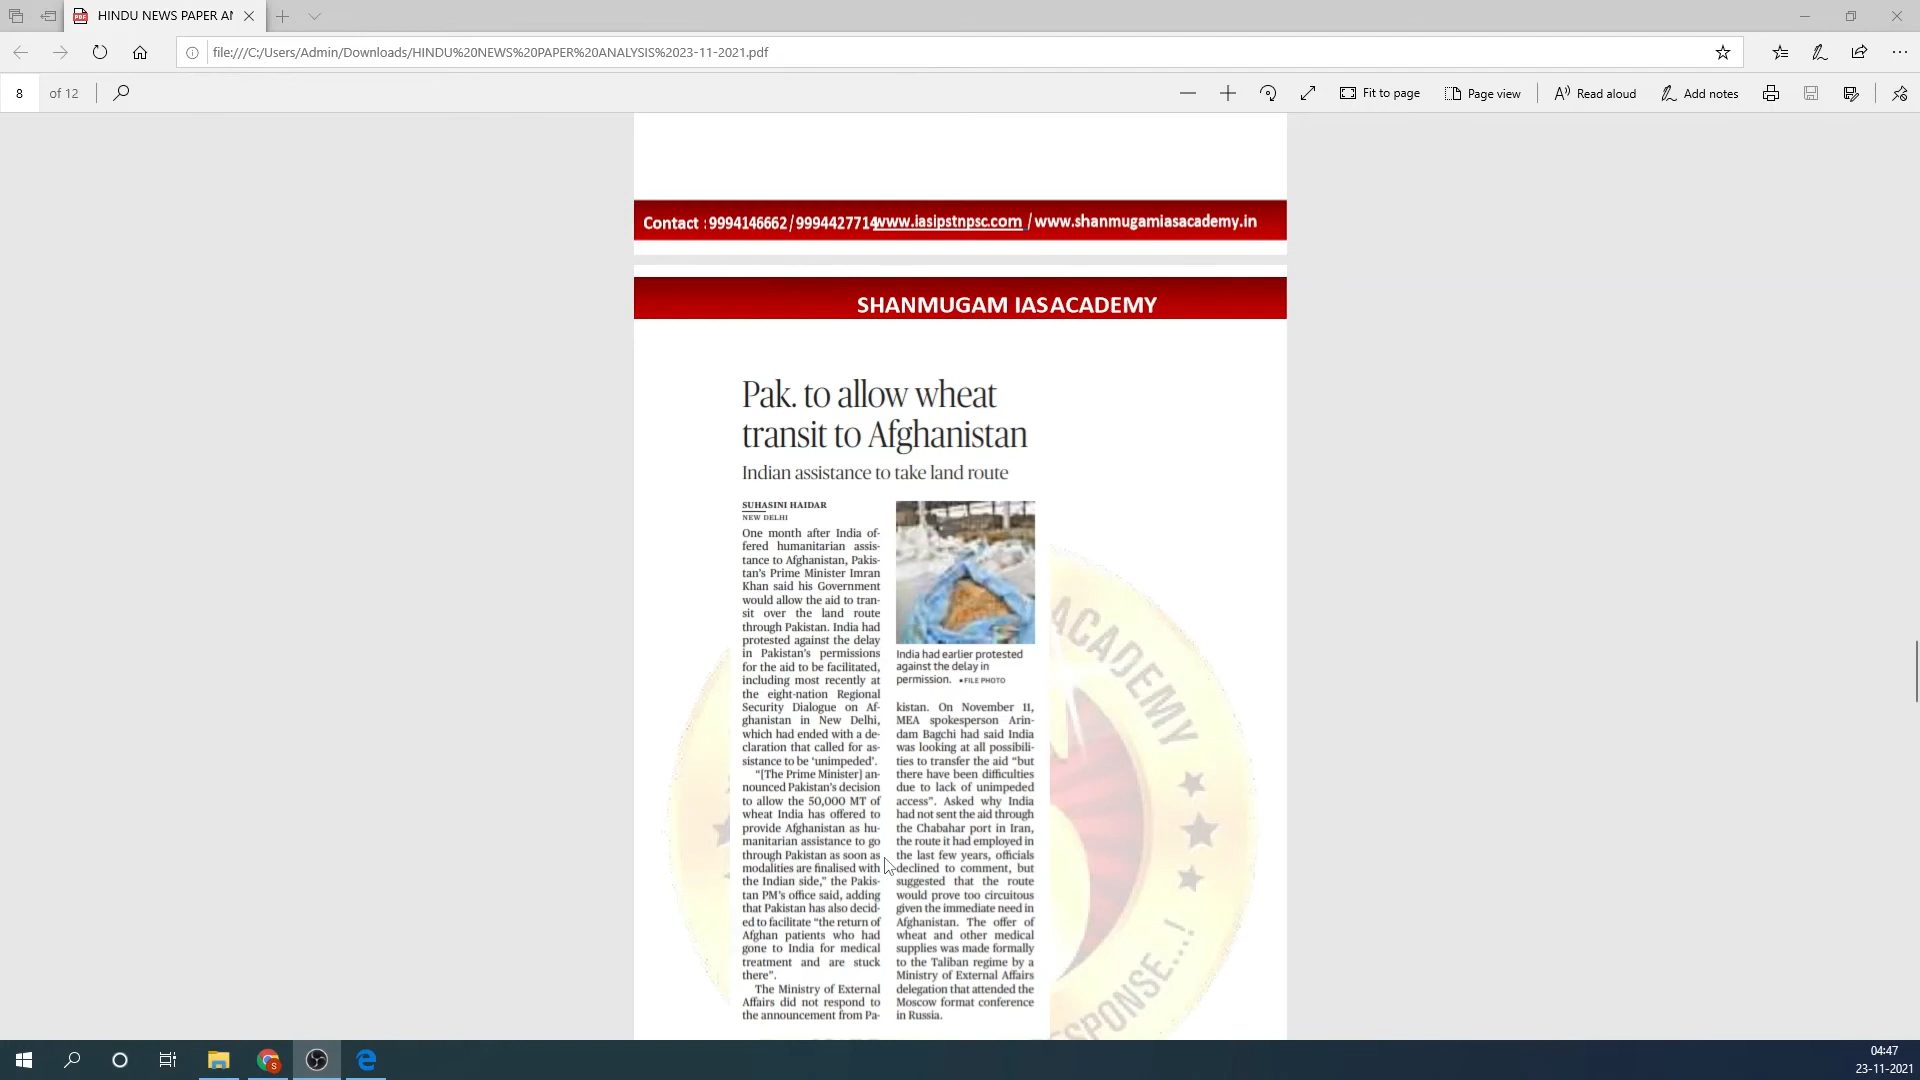 HINDU NEWS PAPER AN
file:///C:/Users/Admin/Downloads/HINDU%20NEWS%20PAPER%20ANALYSIS%2023-11-2021.pdf
8 of 12
Fit to page
Page view
Read aloud
Add notes
Contact : 9994146662 / 9994427714 www.iasipstnpsc.com / www.shanmugamiasacademy.in
SHANMUGAM IAS ACADEMY
Pak. to allow wheat
transit to Afghanistan
Indian assistance to take land route
SUHASINI HAIDAR
NEW DELHI
One month after India of-
fered humanitarian assis-
tance to Afghanistan, Pakis-
tan's Prime Minister Imran
Khan said his Government
would allow the aid to tran-
sit over the land route
through Pakistan. India had
protested against the delay
in Pakistan's permissions
for the aid to be facilitated,
including most recently at
the eight-nation Regional
Security Dialogue on Af-
ghanistan in New Delhi,
which had ended with a de-
claration that called for as-
sistance to be 'unimpeded'.
"[The Prime Minister] an-
nounced Pakistan's decision
to allow the 50,000 MT of
wheat India has offered to
provide Afghanistan as hu-
manitarian assistance to go
through Pakistan as soon as
modalities are finalised with
the Indian side," the Pakis-
tan PM's office said, adding
that Pakistan has also decid-
ed to facilitate "the return of
Afghan patients who had
gone to India for medical
treatment and are stuck
there".
The Ministry of External
Affairs did not respond to
the announcement from Pa-
India had earlier protested
against the delay in
permission. ▪FILE PHOTO
kistan. On November 11,
MEA spokesperson Arin-
dam Bagchi had said India
was looking at all possibili-
ties to transfer the aid "but
there have been difficulties
due to lack of unimpeded
access". Asked why India
had not sent the aid through
the Chabahar port in Iran,
the route it had employed in
the last few years, officials
declined to comment, but
suggested that the route
would prove too circuitous
given the immediate need in
Afghanistan. The offer of
wheat and other medical
supplies was made formally
to the Taliban regime by a
Ministry of External Affairs
delegation that attended the
Moscow format conference
in Russia.
ACADEMY
ESPONSE...!
04:47
23-11-2021